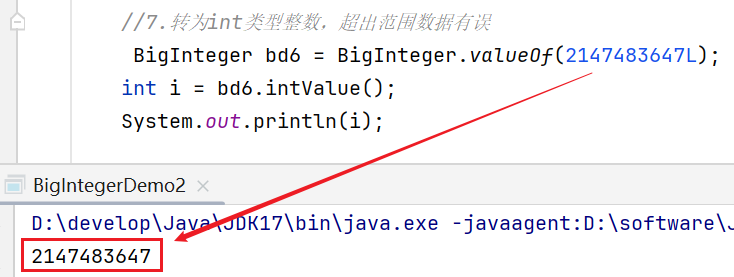 //7.转为int类型整数，超出范围数据有误
BigInteger bd6 = BigInteger.valueOf(2147483647L);
int i = bd6.intValue();
System.out.println(i);
BigIntegerDemo2 ×
D:\develop\Java\JDK17\bin\java.exe -javaagent:D:\software\J
2147483647